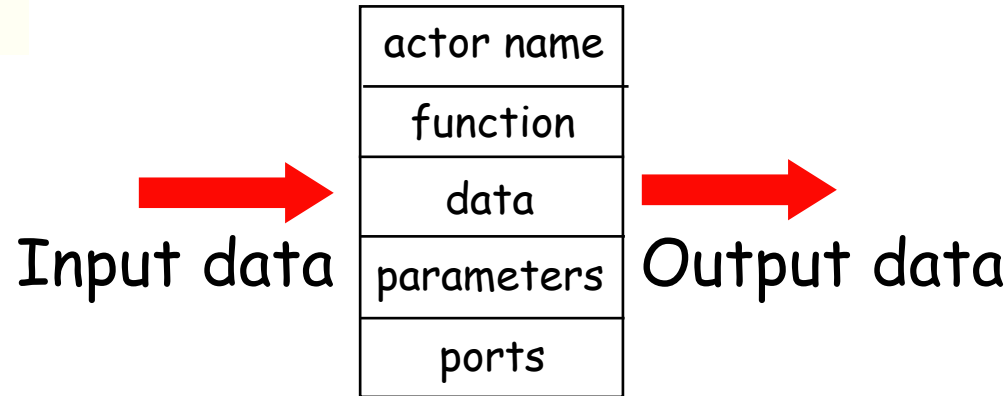 actor name
function
data
parameters
ports
Input data
Output data